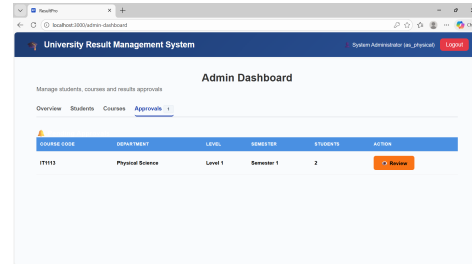 ResultPro
localhost:3000/admin-dashboard
University Result Management System
System Administrator (as_physical)
Logout
Admin Dashboard
Manage students, courses and results approvals
Overview Students Courses Approvals 1
COURSE CODE DEPARTMENT LEVEL SEMESTER STUDENTS ACTION
IT1113 Physical Science Level 1 Semester 1 2 Review